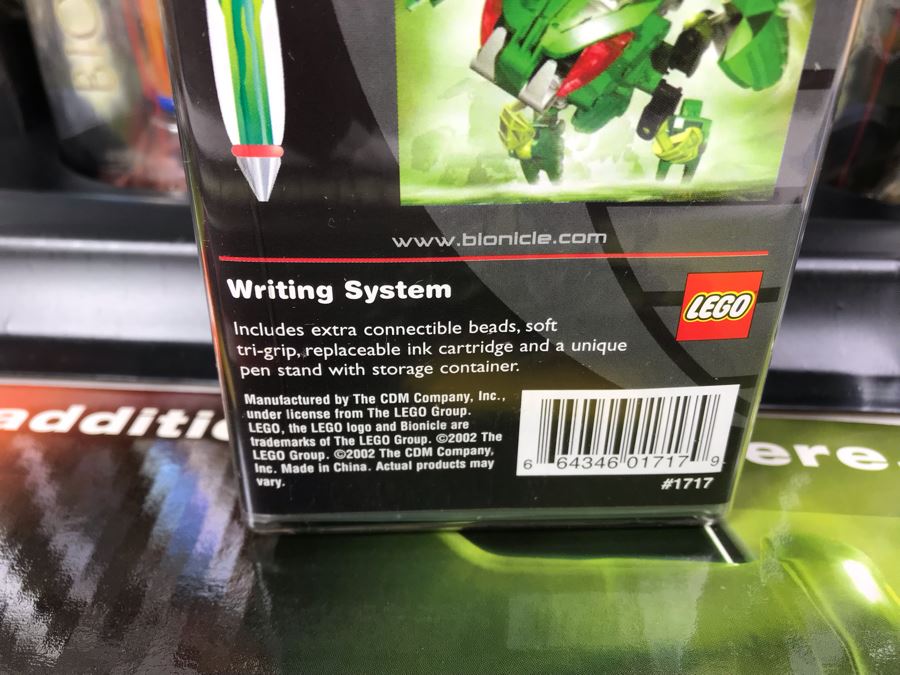 BIO
www.bionicle.com
Writing System
LEGO
Includes extra connectible beads, soft
tri-grip, replaceable ink cartridge and a unique
pen stand with storage container.
Manufactured by The CDM Company, Inc.,
under license from The LEGO Group.
LEGO, the LEGO logo and Bionicle are
trademarks of The LEGO Group. ©2002 The
LEGO Group. ©2002 The CDM Company,
Inc. Made in China. Actual products may
vary.
6 64346 01717 9
#1717
additi
ere.